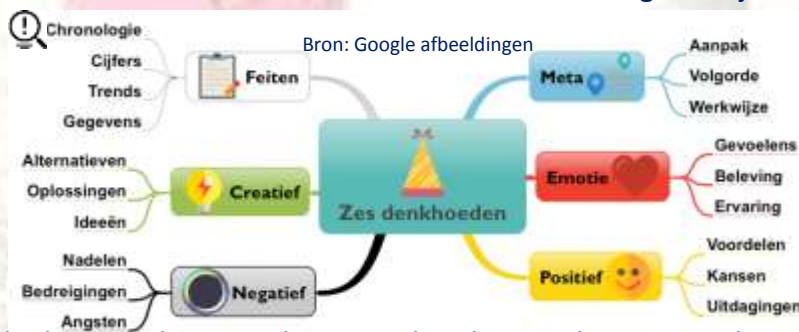 Bron: Google afbeeldingen
Zes denkhoeden
Feiten
Chronologie
Cijfers
Trends
Gegevens
Creatief
Alternatieven
Oplossingen
Ideeën
Negatief
Nadelen
Bedreigingen
Angsten
Meta
Aanpak
Volgorde
Werkwijze
Emotie
Gevoelens
Beleving
Ervaring
Positief
Voordelen
Kansen
Uitdagingen